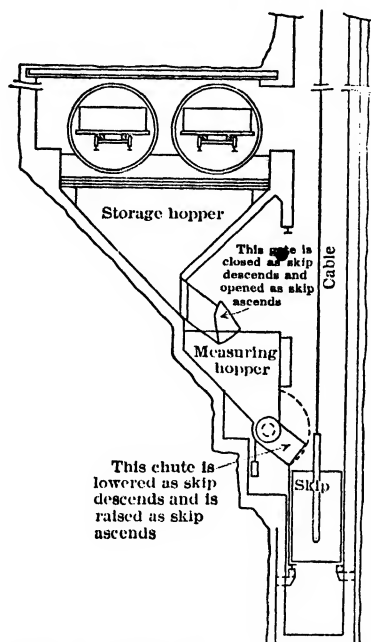 Storage hopper
This gate is
closed as skip
descends and
opened as skip
ascends
Cable
Measuring
hopper
This chute is
lowered as skip
descends and is
raised as skip
ascends
Skip